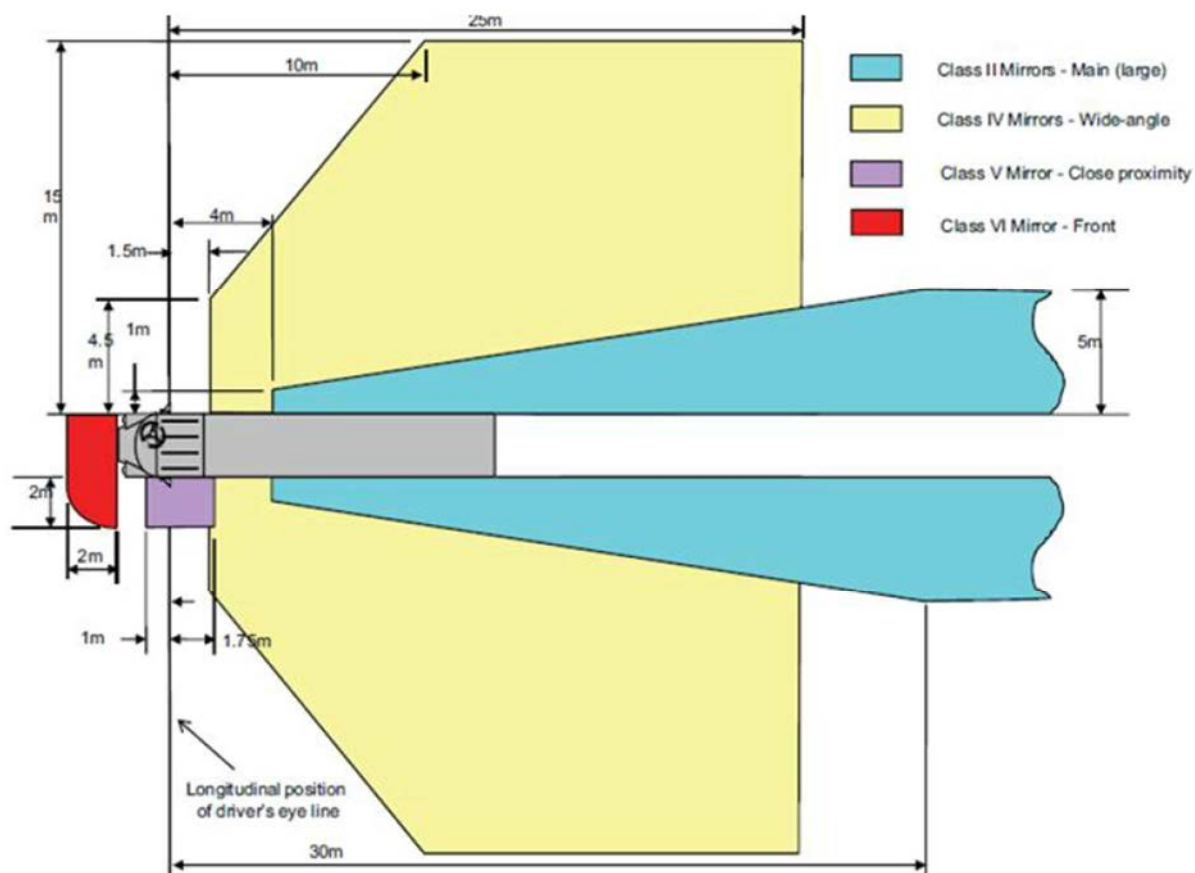 25m
10m
Class II Mirrors - Main (large)
Class IV Mirrors - Wide-angle
Class V Mirror - Close proximity
Class VI Mirror - Front
15
m
4m
1.5m
1m
4.5
m
5m
2m
2m
1m
1.75m
Longitudinal position
of driver's eye line
30m